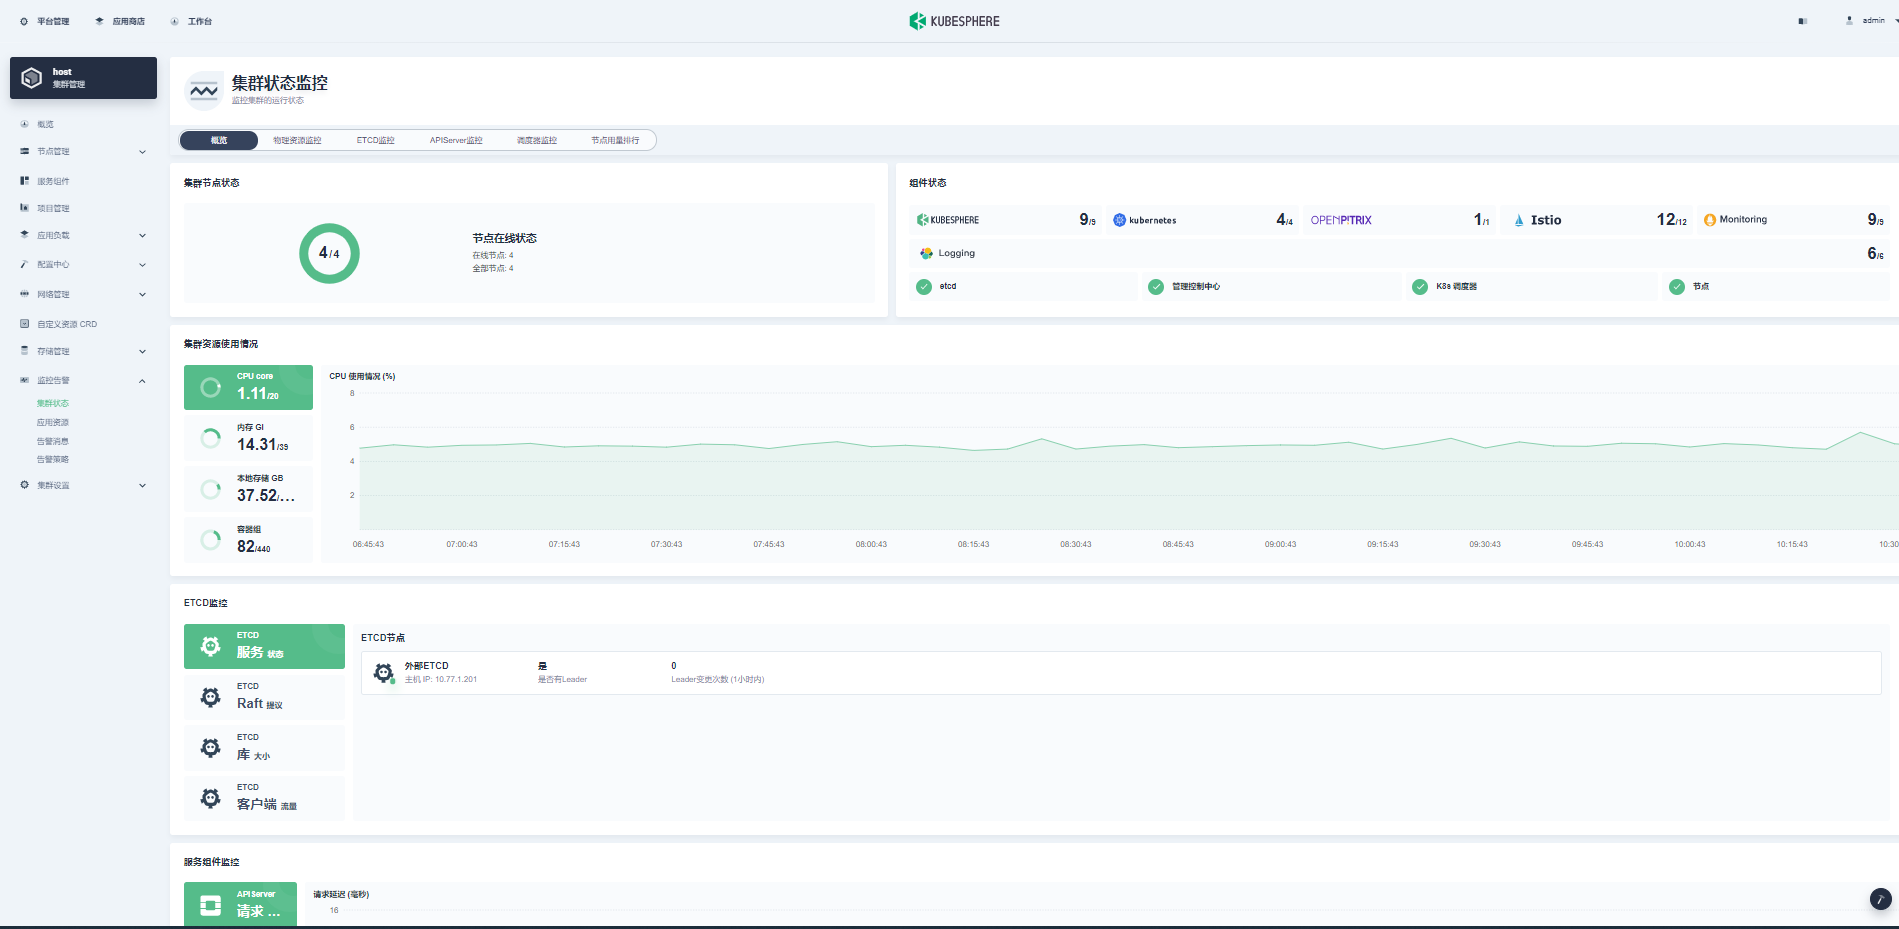 平台管理 应用商店 工作台 KUBESPHERE admin
host
集群管理
概览
节点管理
服务组件
项目管理
应用负载
配置中心
网络管理
自定义资源 CRD
存储管理
监控告警
集群状态
应用资源
告警消息
告警策略
集群设置
集群状态监控
监控集群的运行状态
概览 物理资源监控 ETCD监控 APIServer监控 调度器监控 节点用量排行
集群节点状态
4/4
节点在线状态
在线节点: 4
全部节点: 4
组件状态
KUBESPHERE 9/9 kubernetes 4/4 OPENPITRIX 1/1 Istio 12/12 Monitoring 9/9
Logging 6/6
etcd 管理控制中心 K8s 调度器 节点
集群资源使用情况
CPU core
1.11/20
内存 GI
14.31/39
本地存储 GB
37.52/...
容器组
82/440
CPU 使用情况 (%)
8
6
4
2
06:45:43 07:00:43 07:15:43 07:30:43 07:45:43 08:00:43 08:15:43 08:30:43 08:45:43 09:00:43 09:15:43 09:30:43 09:45:43 10:00:43 10:15:43 10:30
ETCD监控
ETCD
服务 状态
ETCD
Raft 提议
ETCD
库 大小
ETCD
客户端 流量
ETCD节点
外部ETCD 是 0
主机 IP: 10.77.1.201 是否有Leader Leader变更次数 (1小时内)
服务组件监控
APIServer
请求 ...
请求延迟 (毫秒)
16